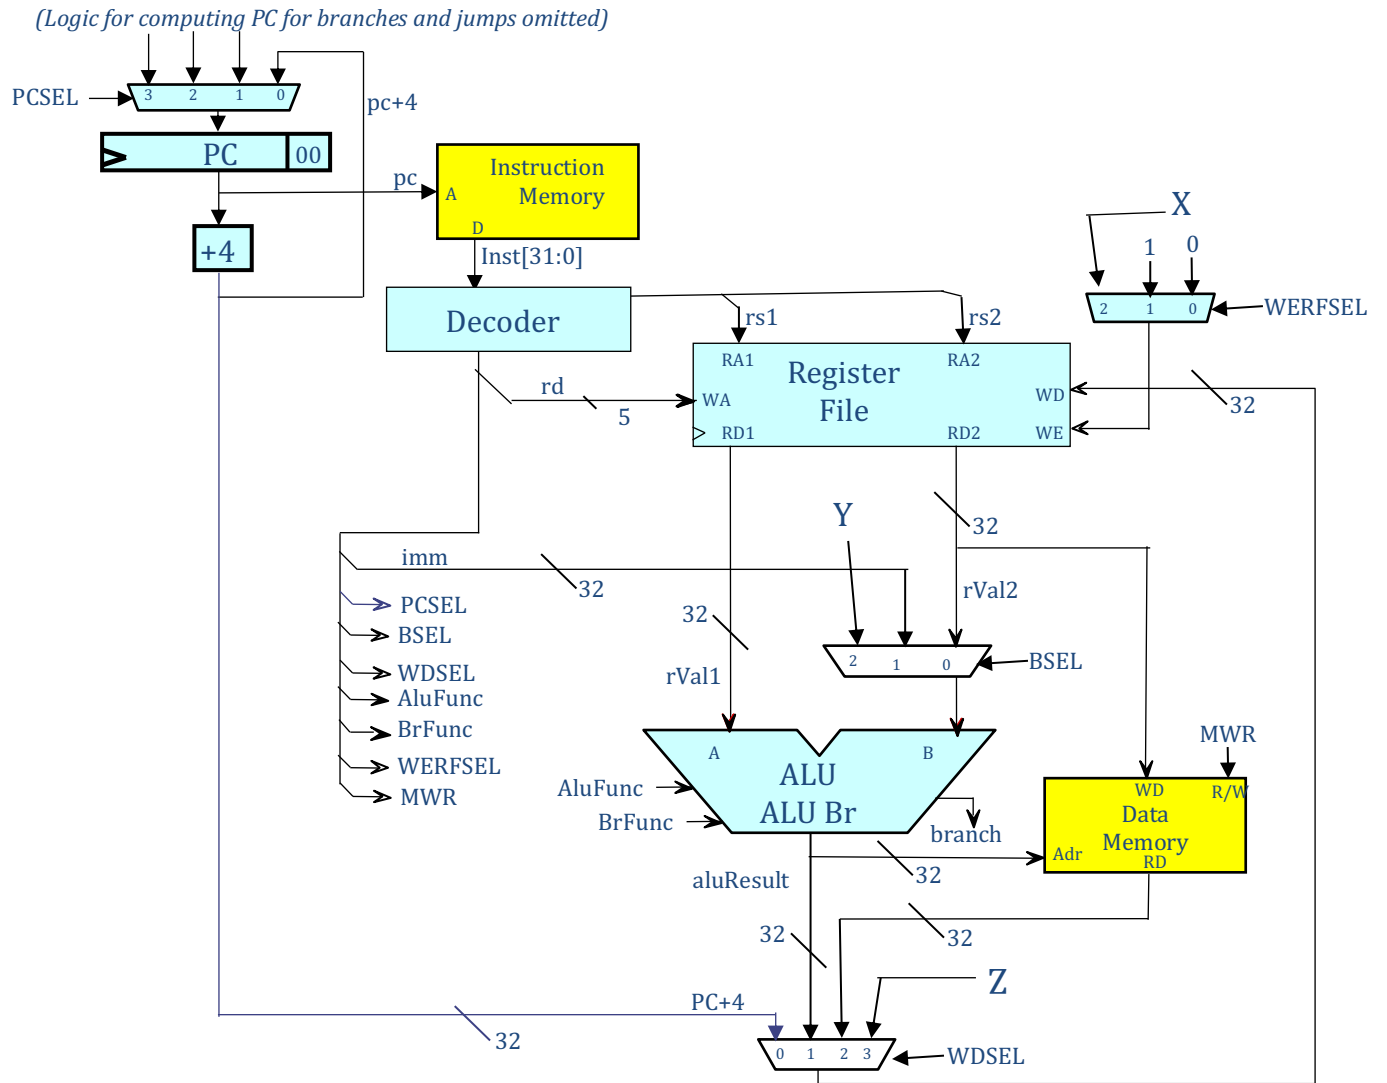 (Logic for computing PC for branches and jumps omitted)
PCSEL
3 2 1 0
pc+4
PC 00
pc
A
Instruction
Memory
D
+4
Inst[31:0]
X
1 0
2 1 0
WERFSEL
Decoder
rs1
rs2
RA1
RA2
Register
File
WA
WD
RD1
RD2
WE
rd
5
32
Y
32
imm
32
rVal2
PCSEL
BSEL
WDSEL
AluFunc
BrFunc
WERFSEL
MWR
32
rVal1
2 1 0
BSEL
A
B
ALU
ALU Br
AluFunc
BrFunc
branch
MWR
WD
R/W
Data
Memory
Adr
RD
32
aluResult
32
32
Z
PC+4
32
0 1 2 3
WDSEL